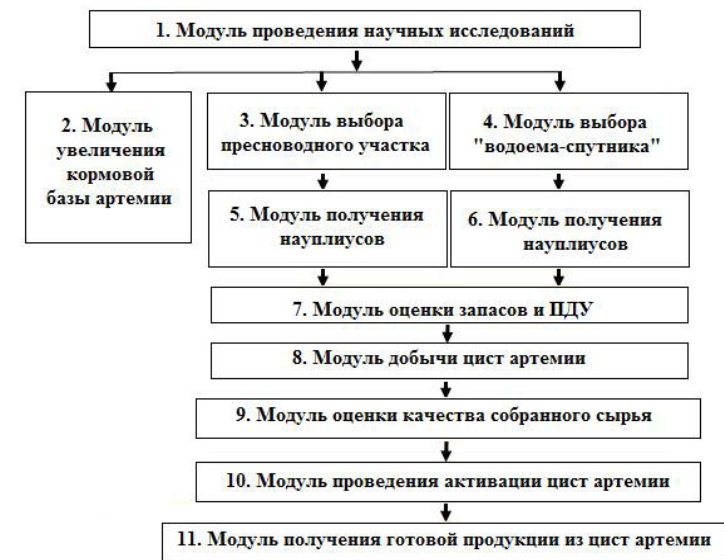 1. Модуль проведения научных исследований
2. Модуль
увеличения
кормовой
базы артемии
3. Модуль выбора
пресноводного участка
4. Модуль выбора
"водоема-спутника"
5. Модуль получения
науплиусов
6. Модуль получения
науплиусов
7. Модуль оценки запасов и ПДУ
8. Модуль добычи цист артемии
9. Модуль оценки качества собранного сырья
10. Модуль проведения активации цист артемии
11. Модуль получения готовой продукции из цист артемии